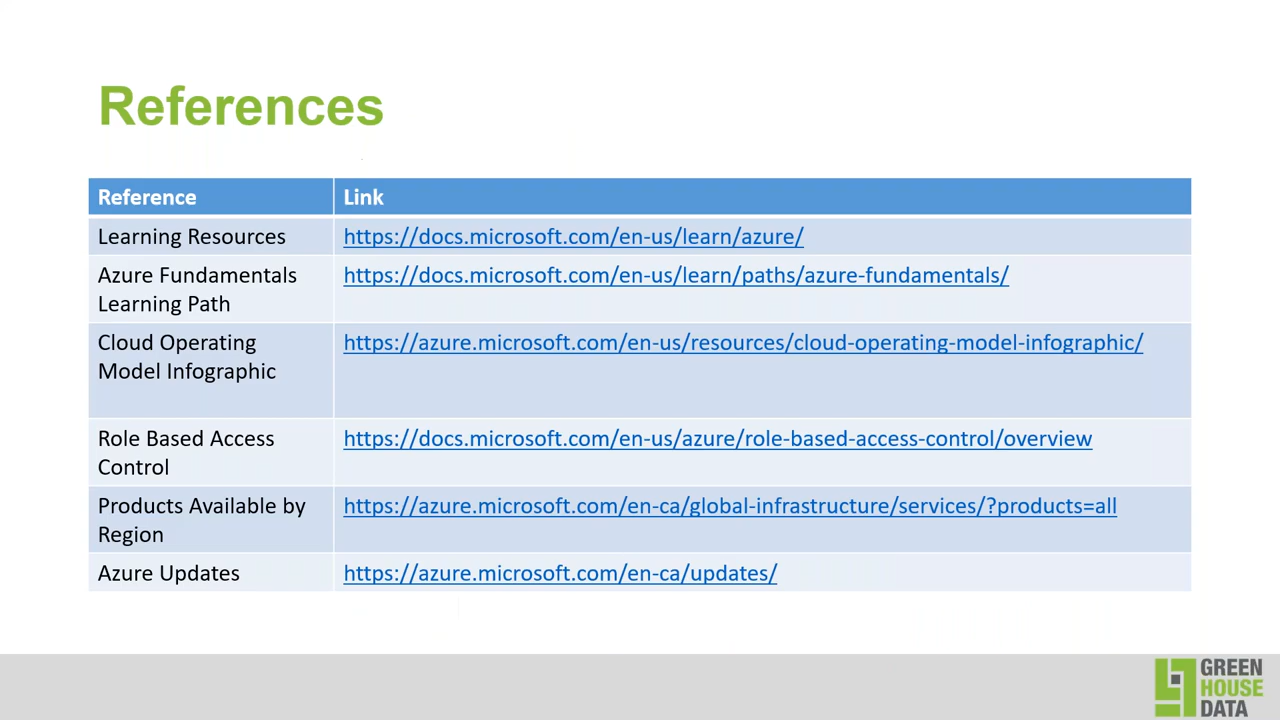 References
Reference Link
Learning Resources https://docs.microsoft.com/en-us/learn/azure/
Azure Fundamentals https://docs.microsoft.com/en-us/learn/paths/azure-fundamentals/
Learning Path
Cloud Operating https://azure.microsoft.com/en-us/resources/cloud-operating-model-infographic/
Model Infographic
Role Based Access https://docs.microsoft.com/en-us/azure/role-based-access-control/overview
Control
Products Available by https://azure.microsoft.com/en-ca/global-infrastructure/services/?products=all
Region
Azure Updates https://azure.microsoft.com/en-ca/updates/
GREEN
HOUSE
DATA